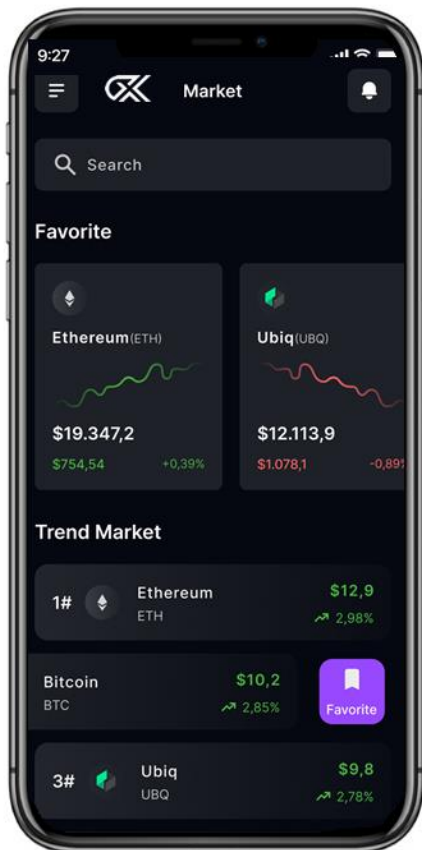 9:27
Market
Search
Favorite
Ethereum(ETH)
$19.347,2
$754,54 +0,39%
Ubiq(UBQ)
$12.113,9
$1.078,1 -0,89%
Trend Market
1# Ethereum $12,9
ETH 2,98%
Bitcoin $10,2
BTC 2,85%
Favorite
3# Ubiq $9,8
UBQ 2,78%